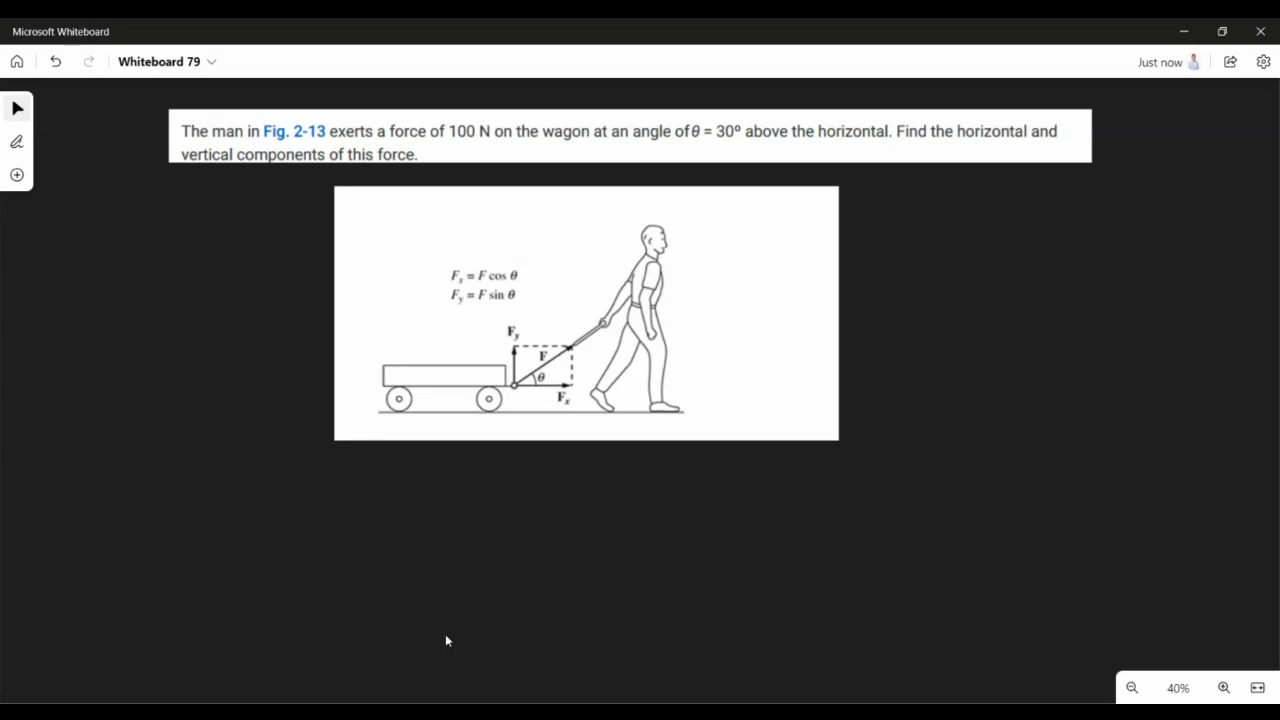 Microsoft Whiteboard
Whiteboard 79
Just now
The man in Fig. 2-13 exerts a force of 100 N on the wagon at an angle of θ = 30º above the horizontal. Find the horizontal and
vertical components of this force.
Fx = F cos θ
Fy = F sin θ
Fy
F
θ
Fx
40%